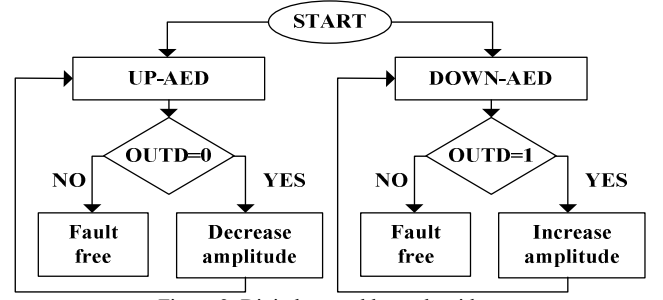 START
UP-AED
DOWN-AED
OUTD=0
OUTD=1
NO
YES
NO
YES
Fault
free
Decrease
amplitude
Fault
free
Increase
amplitude